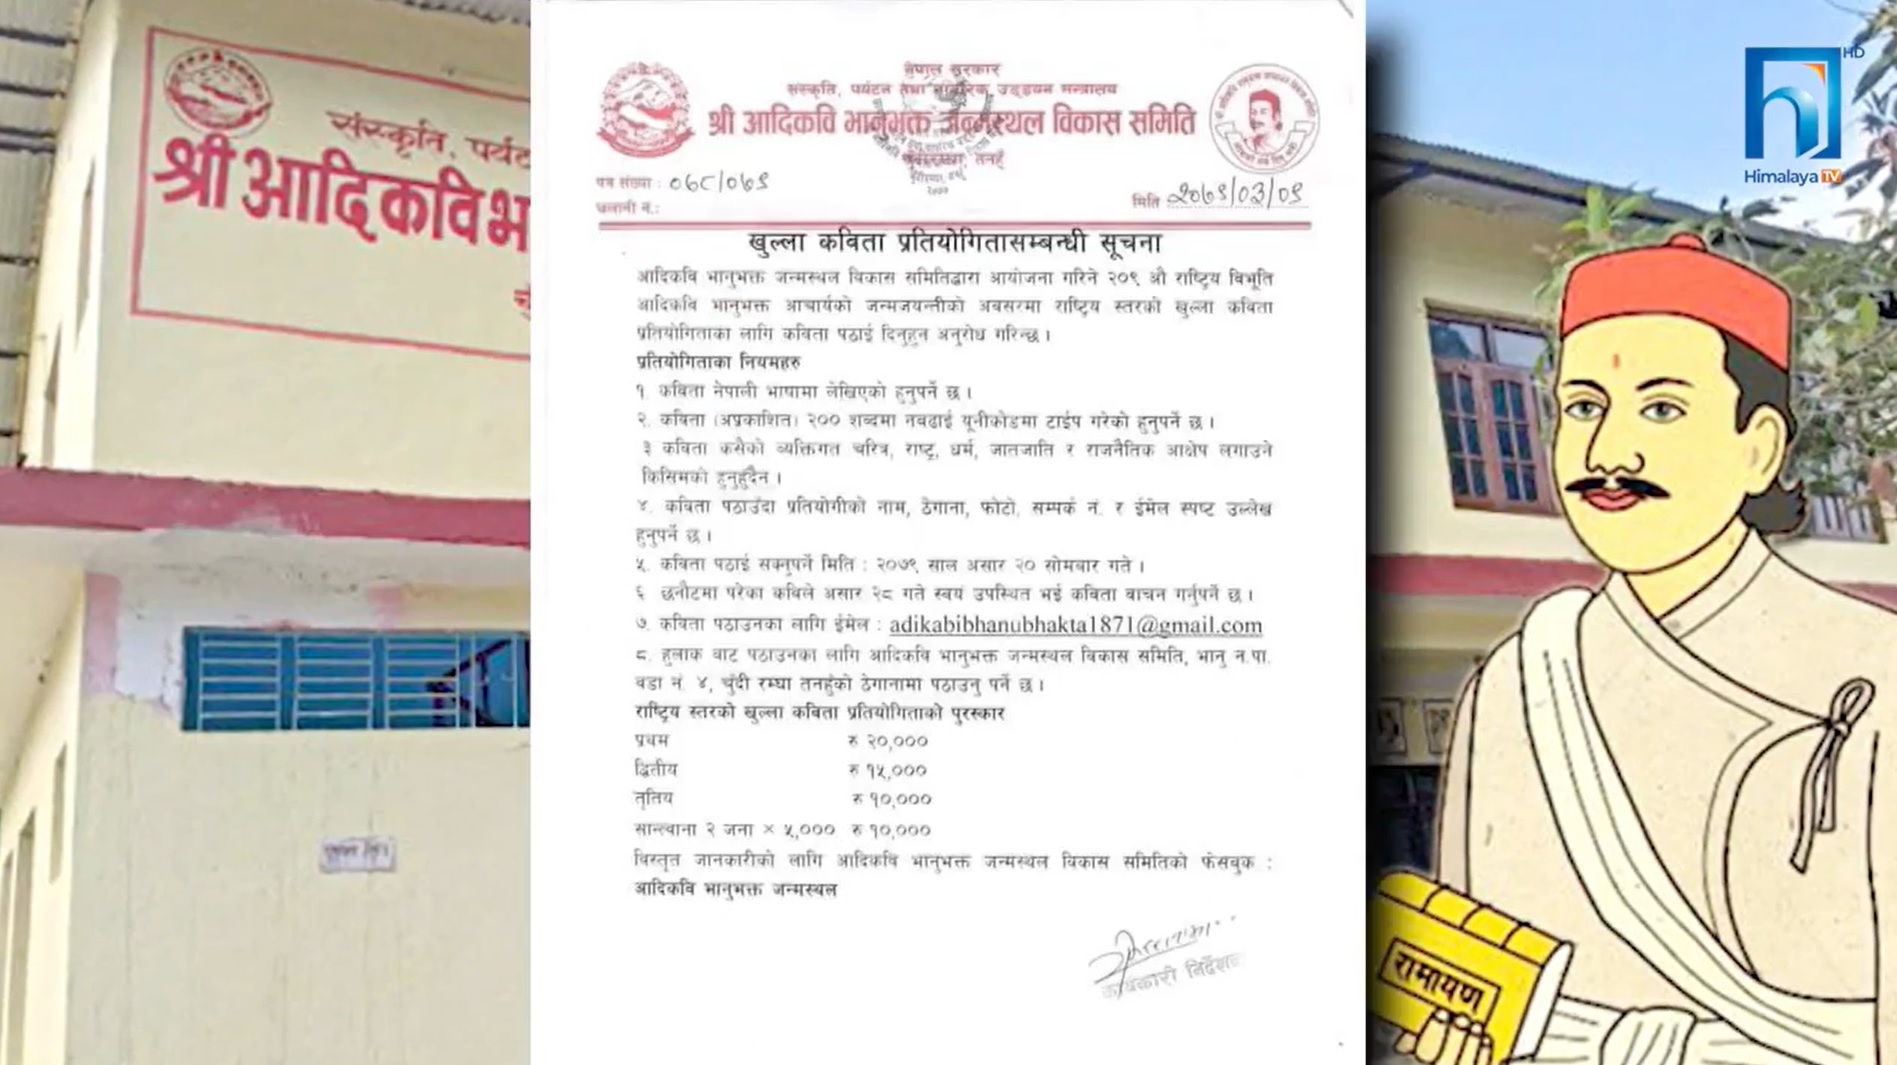 संस्कृति, पर्यट
श्री आदिकवि भ
नेपाल सरकार
संस्कृति, पर्यटन तथा नागरिक उड्डयन मन्त्रालय
श्री आदिकवि भानुभक्त जन्मस्थल विकास समिति
तनहुँ
पत्र संख्या : ०७८/०७९
चलानी नं.:
मिति २०७९/०३/०९
खुल्ला कविता प्रतियोगितासम्बन्धी सूचना
आदिकवि भानुभक्त जन्मस्थल विकास समितिद्वारा आयोजना गरिने २०९ औ राष्ट्रिय विभूति
आदिकवि भानुभक्त आचार्यको जन्मजयन्तीको अवसरमा राष्ट्रिय स्तरको खुल्ला कविता
प्रतियोगिताका लागि कविता पठाई दिनुहुन अनुरोध गरिन्छ ।
प्रतियोगिताका नियमहरु
१. कविता नेपाली भाषामा लेखिएको हुनुपर्ने छ ।
२. कविता (अप्रकाशित) २०० शब्दमा नबढाई यूनीकोडमा टाईप गरेको हुनुपर्ने छ ।
३ कविता कसैको व्यक्तिगत चरित्र, राष्ट्र, धर्म, जातजाति र राजनैतिक आक्षेप लगाउने
किसिमको हुनुहुदैन ।
४. कविता पठाउँदा प्रतियोगीको नाम, ठेगाना, फोटो, सम्पर्क नं. र ईमेल स्पष्ट उल्लेख
हुनुपर्ने छ ।
५. कविता पठाई सक्नुपर्ने मिति : २०७९ साल असार २० सोमबार गते ।
६ छनौटमा परेका कविले असार २८ गते स्वयं उपस्थित भई कविता वाचन गर्नुपर्ने छ ।
७. कविता पठाउनका लागि ईमेल : adikabibhanubhakta1871@gmail.com
८. हुलाक बाट पठाउनका लागि आदिकवि भानुभक्त जन्मस्थल विकास समिति, भानु न.पा.
वडा नं. ४, चुँदी रम्घा तनहुँको ठेगानामा पठाउनु पर्ने छ ।
राष्ट्रिय स्तरको खुल्ला कविता प्रतियोगिताको पुरस्कार
प्रथम रु २०,०००
द्वितीय रु १५,०००
तृतिय रु १०,०००
सान्त्वाना २ जना × ५,००० रु १०,०००
विस्तृत जानकारीको लागि आदिकवि भानुभक्त जन्मस्थल विकास समितिको फेसबुक :
आदिकवि भानुभक्त जन्मस्थल
कार्यकारी निर्देशक
HD
Himalaya TV
रामायण